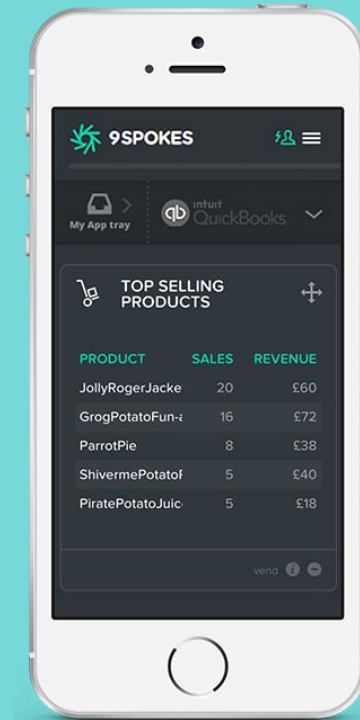 9SPOKES
My App tray
qb
intuit
QuickBooks.
TOP SELLING
PRODUCTS
PRODUCT SALES REVENUE
JollyRogerJacke 20 £60
GrogPotatoFun-a 16 £72
ParrotPie 8 £38
ShivermePotatoF 5 £40
PiratePotatoJuic 5 £18
vend i